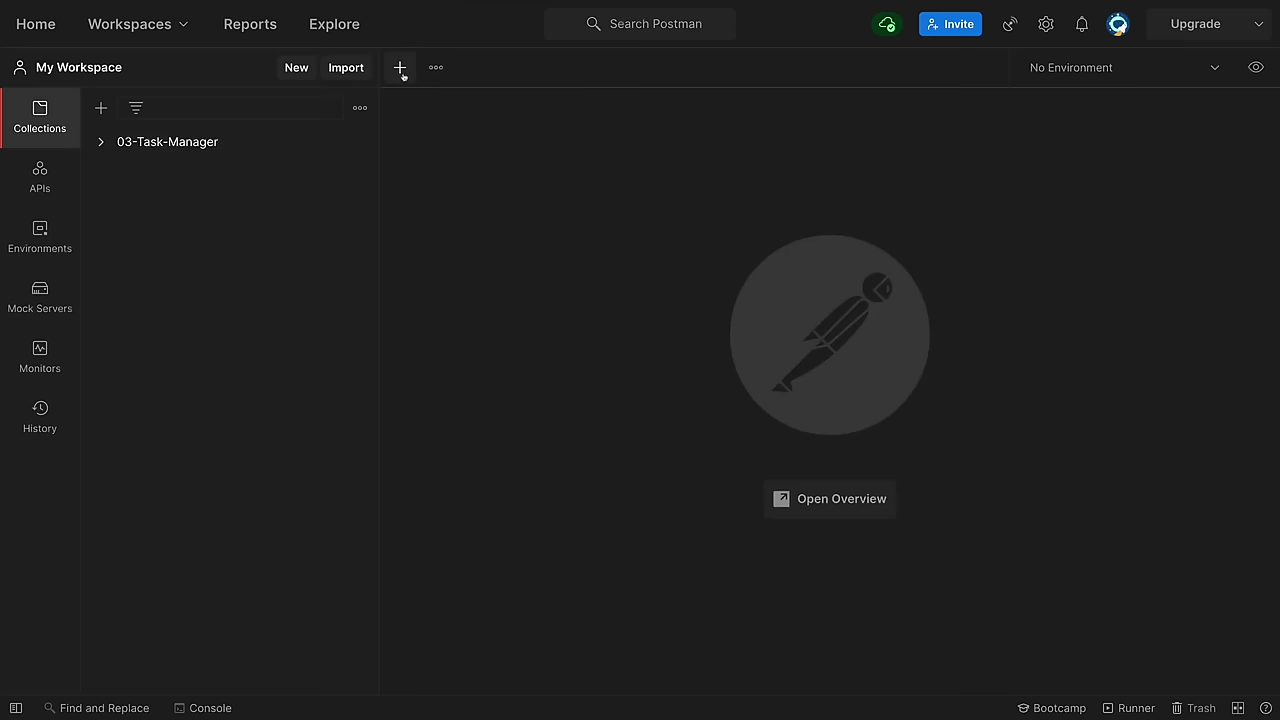 Home Workspaces Reports Explore Search Postman Invite Upgrade
My Workspace New Import No Environment
Collections
03-Task-Manager
APIs
Environments
Mock Servers
Monitors
History
Open Overview
Find and Replace Console Bootcamp Runner Trash